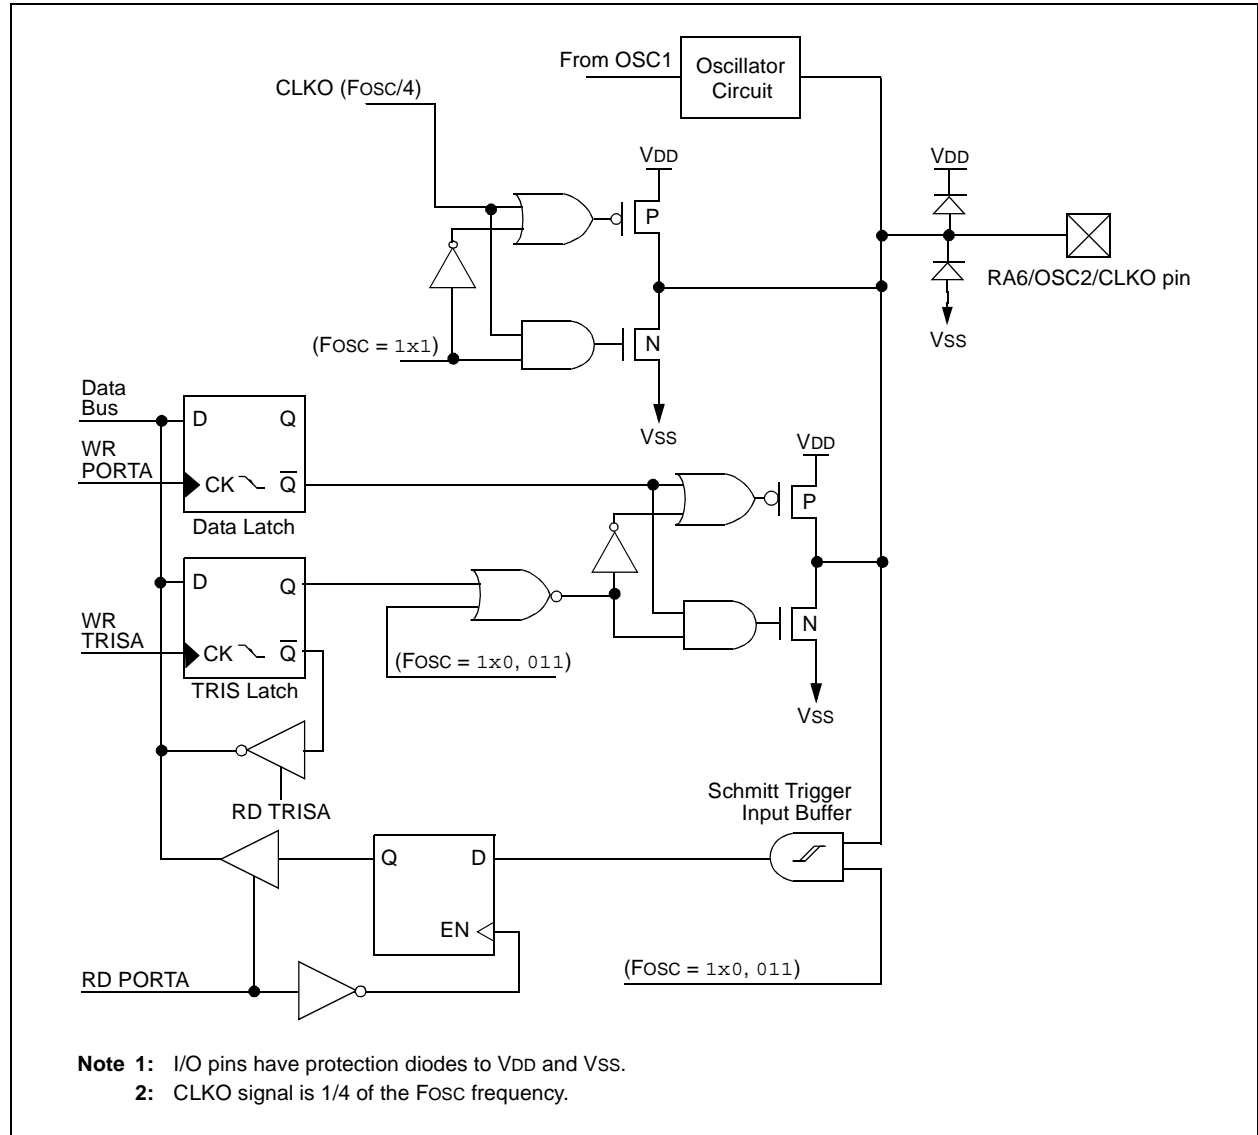 From OSC1
Oscillator
Circuit
CLKO (FOSC/4)
VDD
P
VDD
RA6/OSC2/CLKO pin
VSS
(FOSC = 1x1)
N
VSS
Data
Bus
D
Q
WR
PORTA
CK
Q
Data Latch
VDD
P
D
Q
WR
TRISA
CK
Q
TRIS Latch
(FOSC = 1x0, 011)
N
VSS
RD TRISA
Schmitt Trigger
Input Buffer
Q
D
EN
RD PORTA
(FOSC = 1x0, 011)
Note 1: I/O pins have protection diodes to VDD and VSS.
2: CLKO signal is 1/4 of the FOSC frequency.